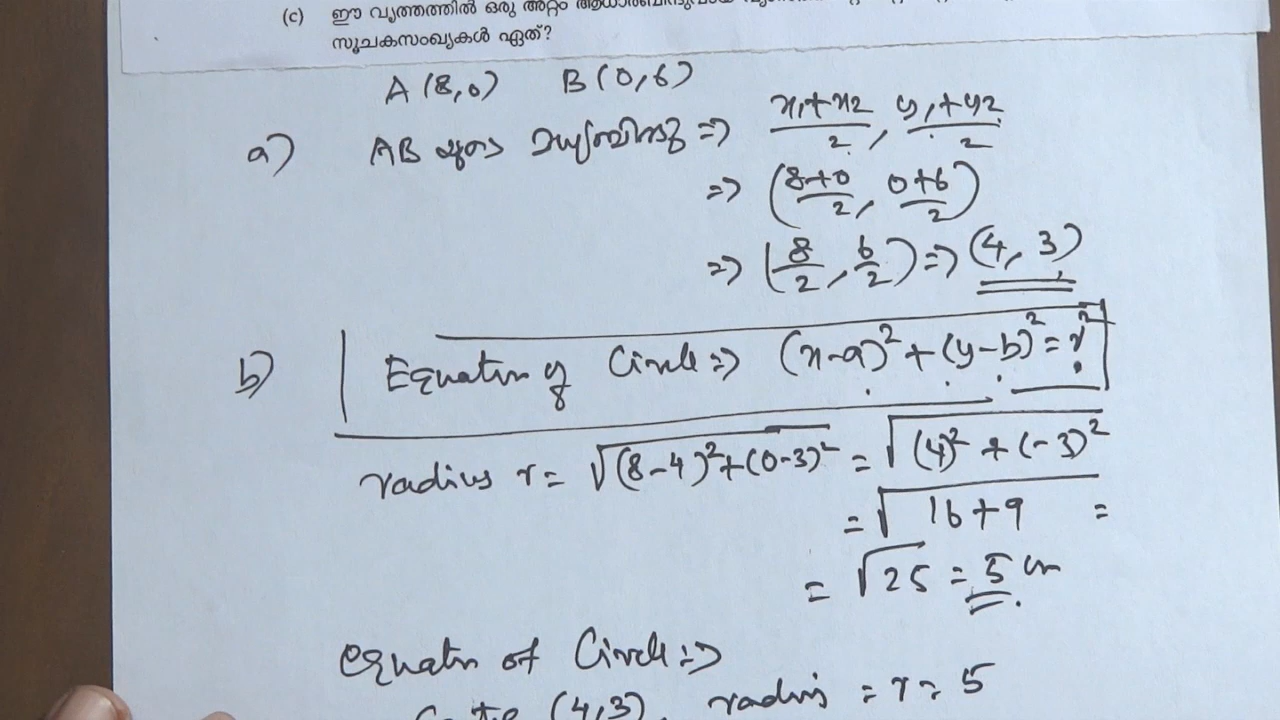 (c) ഈ വൃത്തത്തിൽ ഒരു അറ്റം ആധാരബിന്ദുവായ
സൂചകസംഖ്യകൾ ഏത്?
A (8,0) B (0,6)
a) AB യുടെ മധ്യബിന്ദു => x₁+x₂/2, y₁+y₂/2
=> (8+0/2, 0+6/2)
=> (8/2, 6/2) => (4, 3)
b) Equation of Circle => (x-a)² + (y-b)² = r²
radius r = √(8-4)²+(0-3)² = √(4)² + (-3)²
= √16+9 =
= √25 = 5 cm
equatn of Circle :=>
(4,3), radius = r = 5